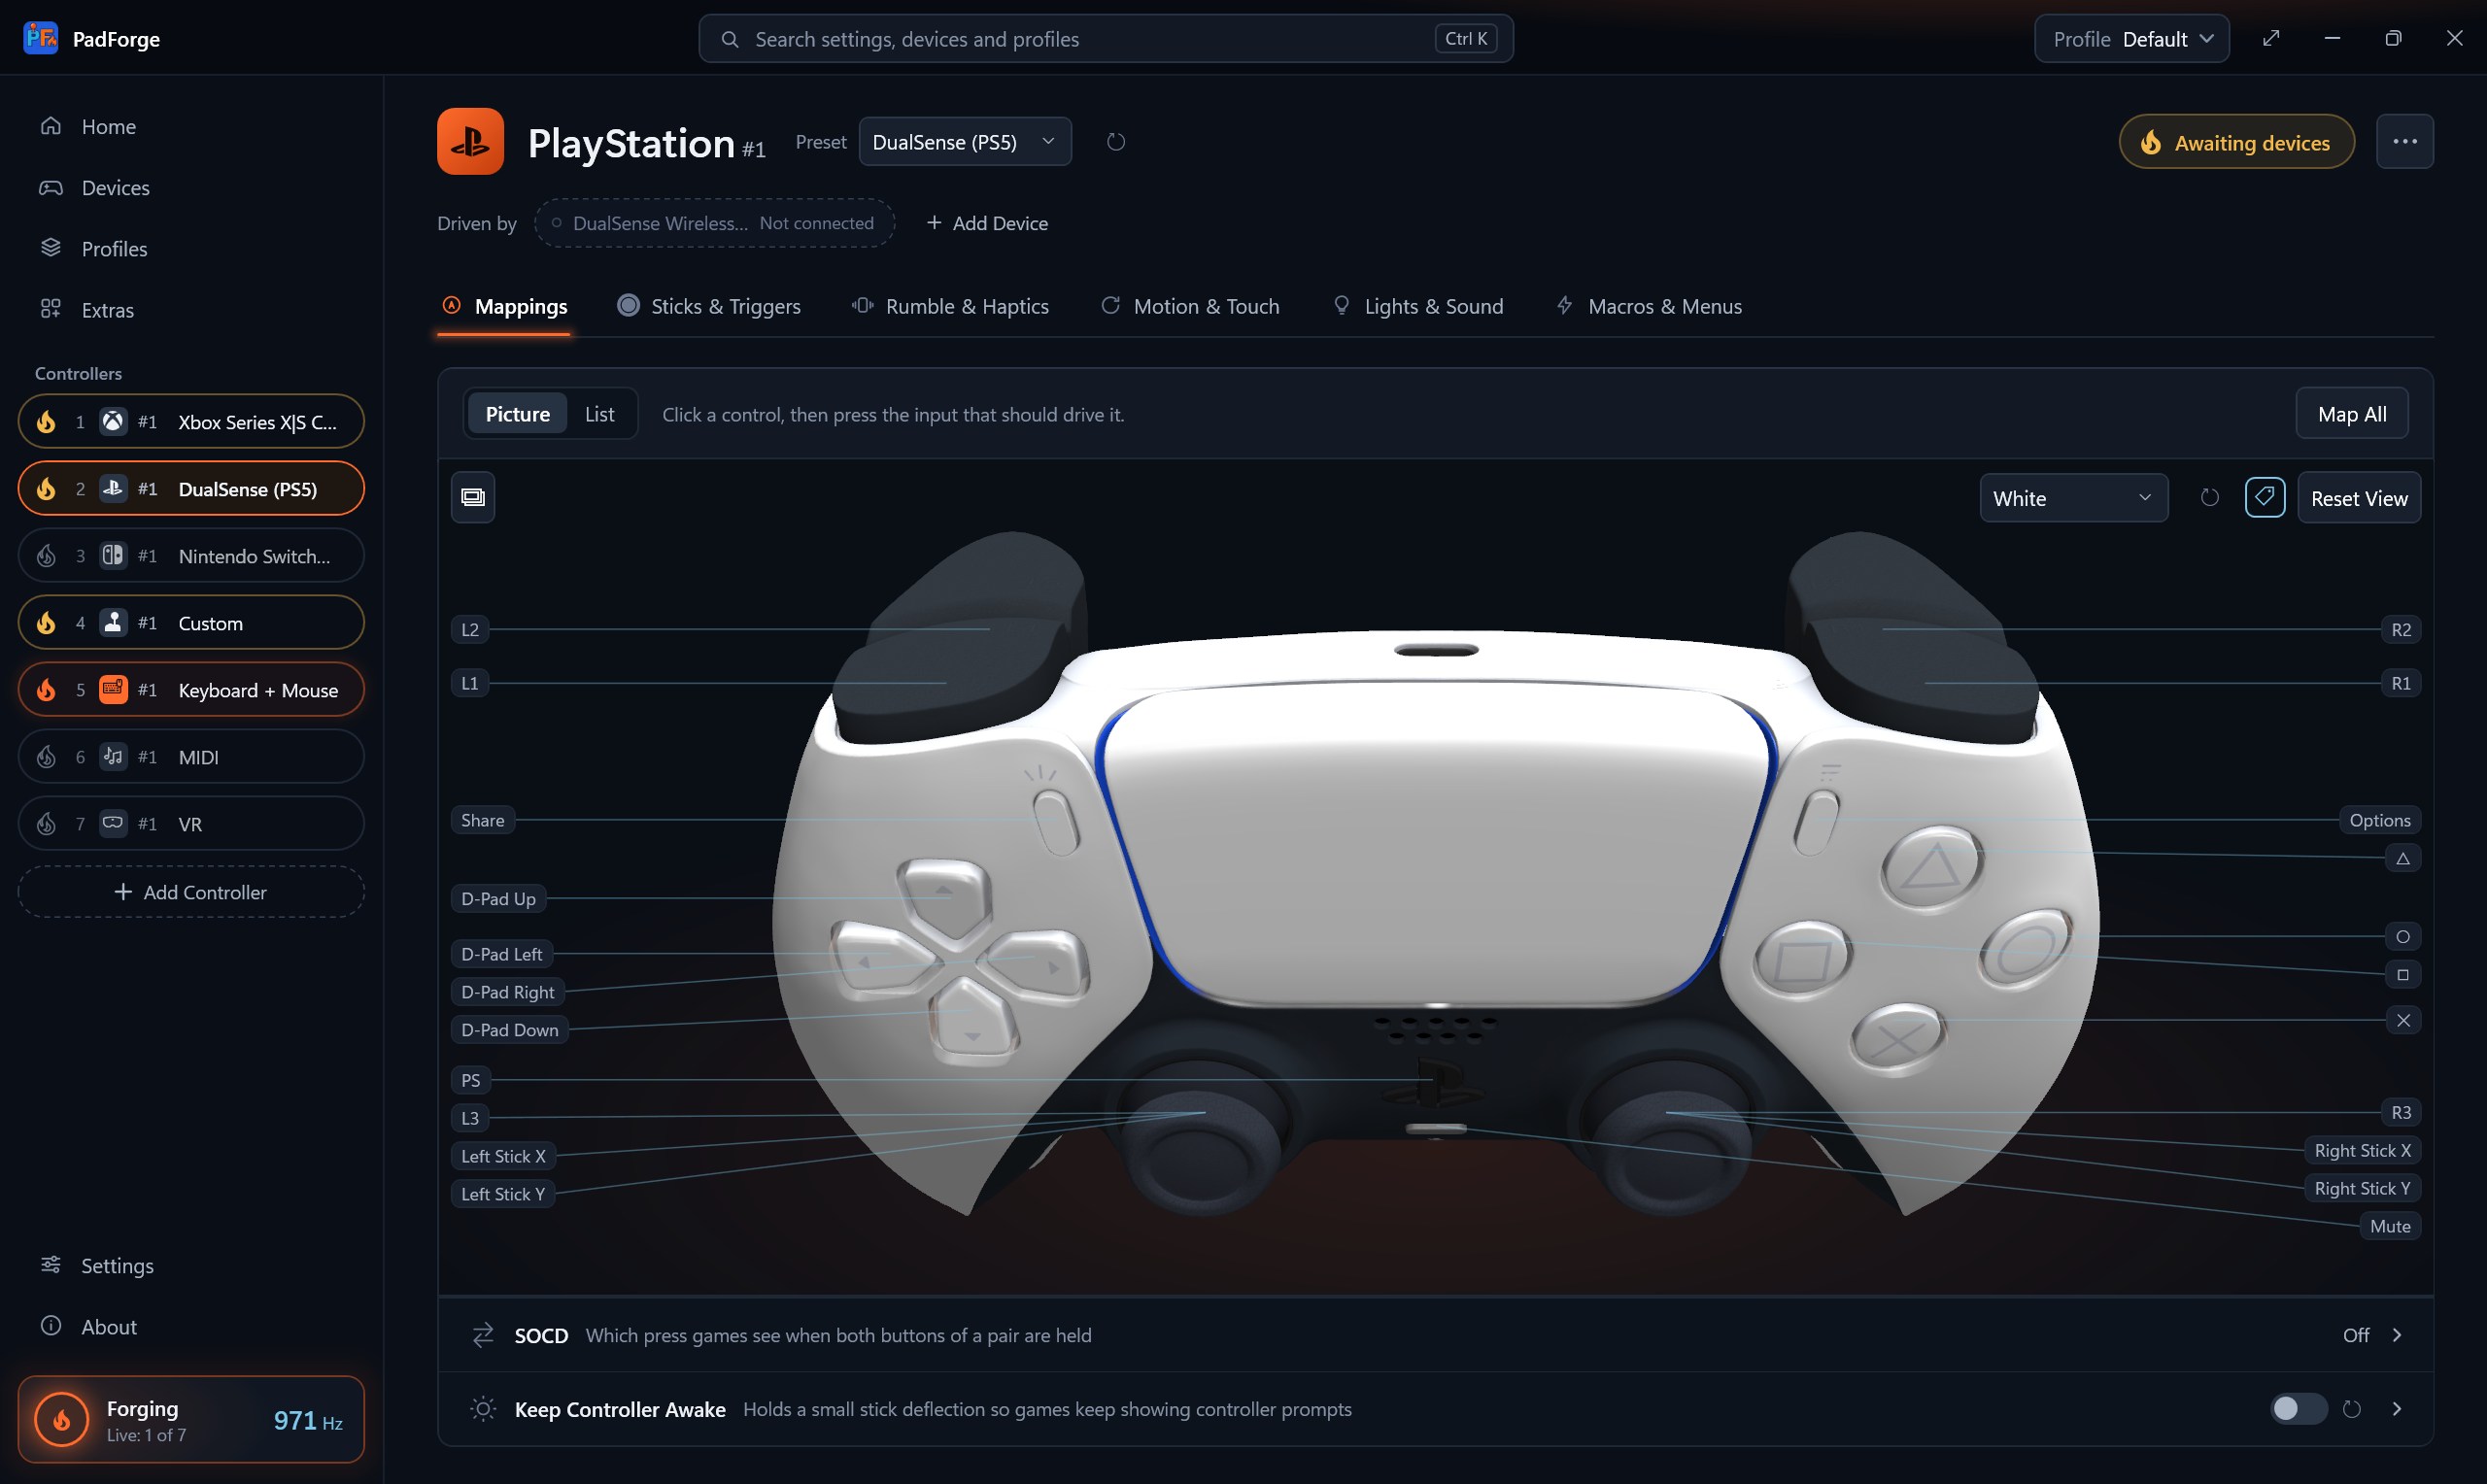 PadForge
Search settings, devices and profiles
Ctrl K
Profile Default
Home
Devices
Profiles
Extras
Controllers
1 #1 Xbox Series X|S C...
2 #1 DualSense (PS5)
3 #1 Nintendo Switch...
4 #1 Custom
5 #1 Keyboard + Mouse
6 #1 MIDI
7 #1 VR
+ Add Controller
Settings
About
Forging
Live: 1 of 7
971 Hz
PlayStation #1
Preset
DualSense (PS5)
Awaiting devices
...
Driven by
DualSense Wireless... Not connected
+ Add Device
Mappings
Sticks & Triggers
Rumble & Haptics
Motion & Touch
Lights & Sound
Macros & Menus
Picture
List
Click a control, then press the input that should drive it.
Map All
White
Reset View
L2
L1
Share
D-Pad Up
D-Pad Left
D-Pad Right
D-Pad Down
PS
L3
Left Stick X
Left Stick Y
R2
R1
Options
△
○
□
✕
R3
Right Stick X
Right Stick Y
Mute
SOCD Which press games see when both buttons of a pair are held
Off
Keep Controller Awake Holds a small stick deflection so games keep showing controller prompts